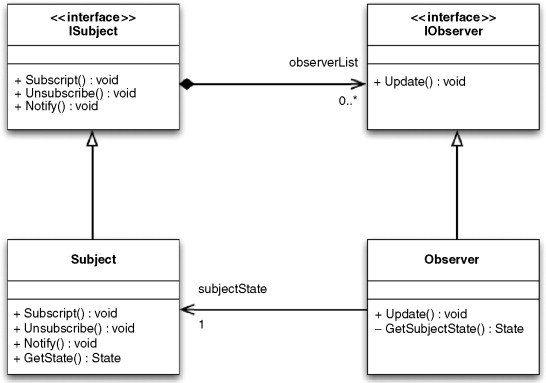 <<interface>>
ISubject
+ Subscript() : void
+ Unsubscribe() : void
+ Notify() : void
observerList
0..*
<<interface>>
IObserver
+ Update() : void
Subject
+ Subscript() : void
+ Unsubscribe() : void
+ Notify() : void
+ GetState() : State
subjectState
1
Observer
+ Update() : void
– GetSubjectState() : State